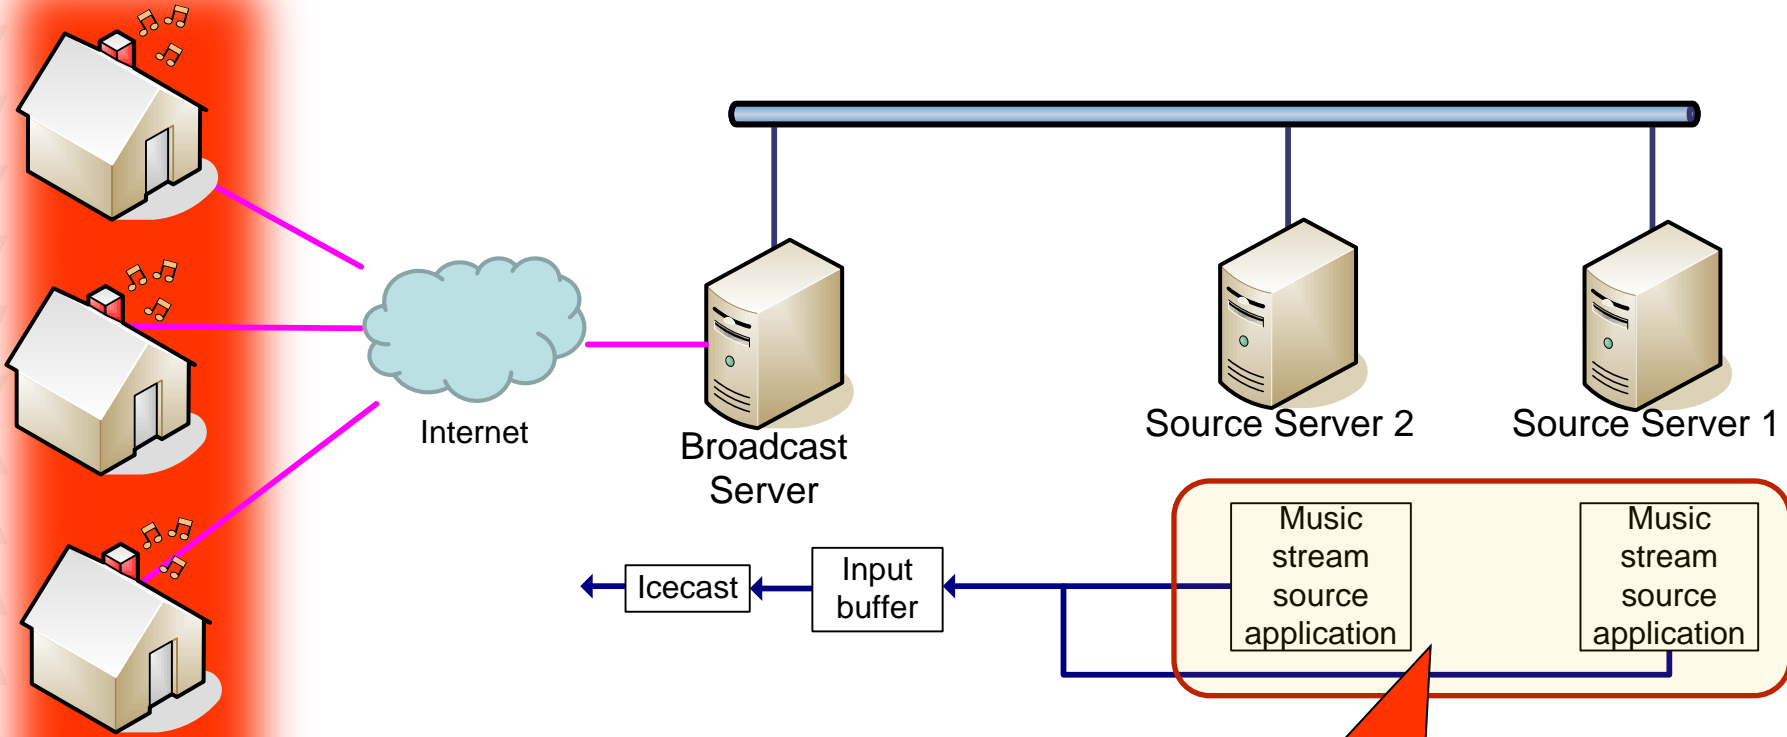 Internet
Broadcast
Server
Source Server 2
Source Server 1
Icecast
Input
buffer
Music
stream
source
application
Music
stream
source
application